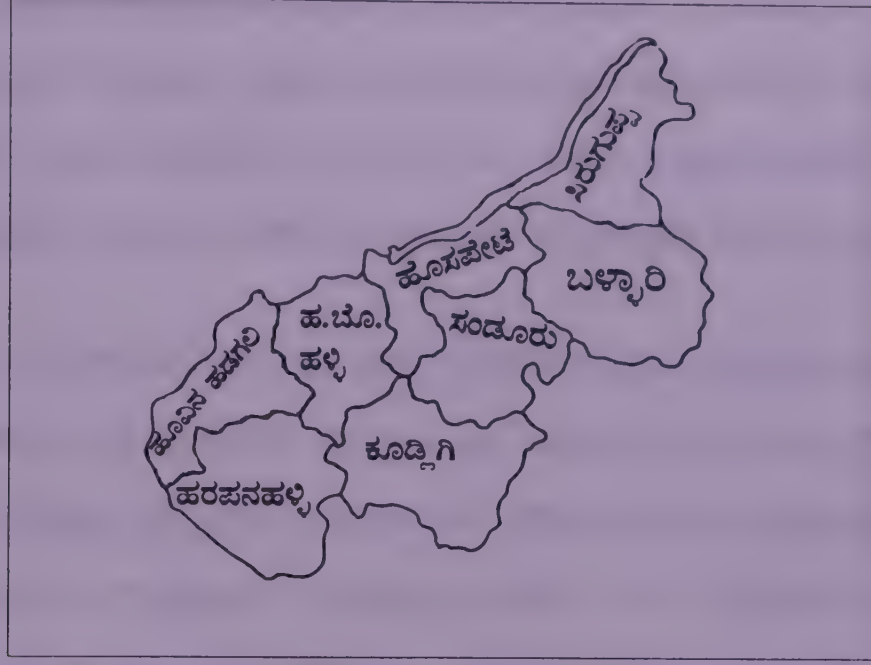 ಸಿರುಗುಪ್ಪಾ
ಹೊಸಪೇಟೆ
ಬಳ್ಳಾರಿ
ಹ.ಬೊ.
ಹಳ್ಳಿ
ಸಂಡೂರು
ಹೂವಿನ ಹಡಗಲಿ
ಕೂಡ್ಲಿಗಿ
ಹರಪನಹಳ್ಳಿ